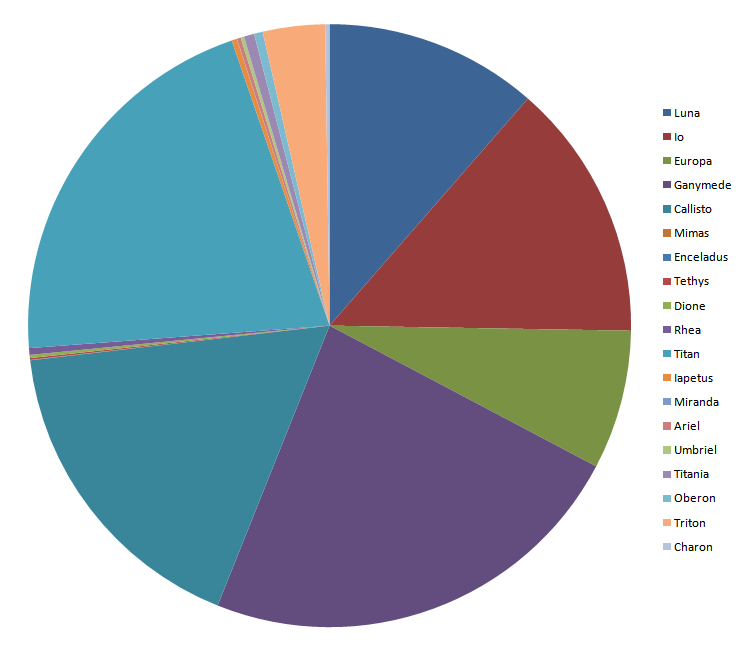 Luna
Io
Europa
Ganymede
Callisto
Mimas
Enceladus
Tethys
Dione
Rhea
Titan
Iapetus
Miranda
Ariel
Umbriel
Titania
Oberon
Triton
Charon